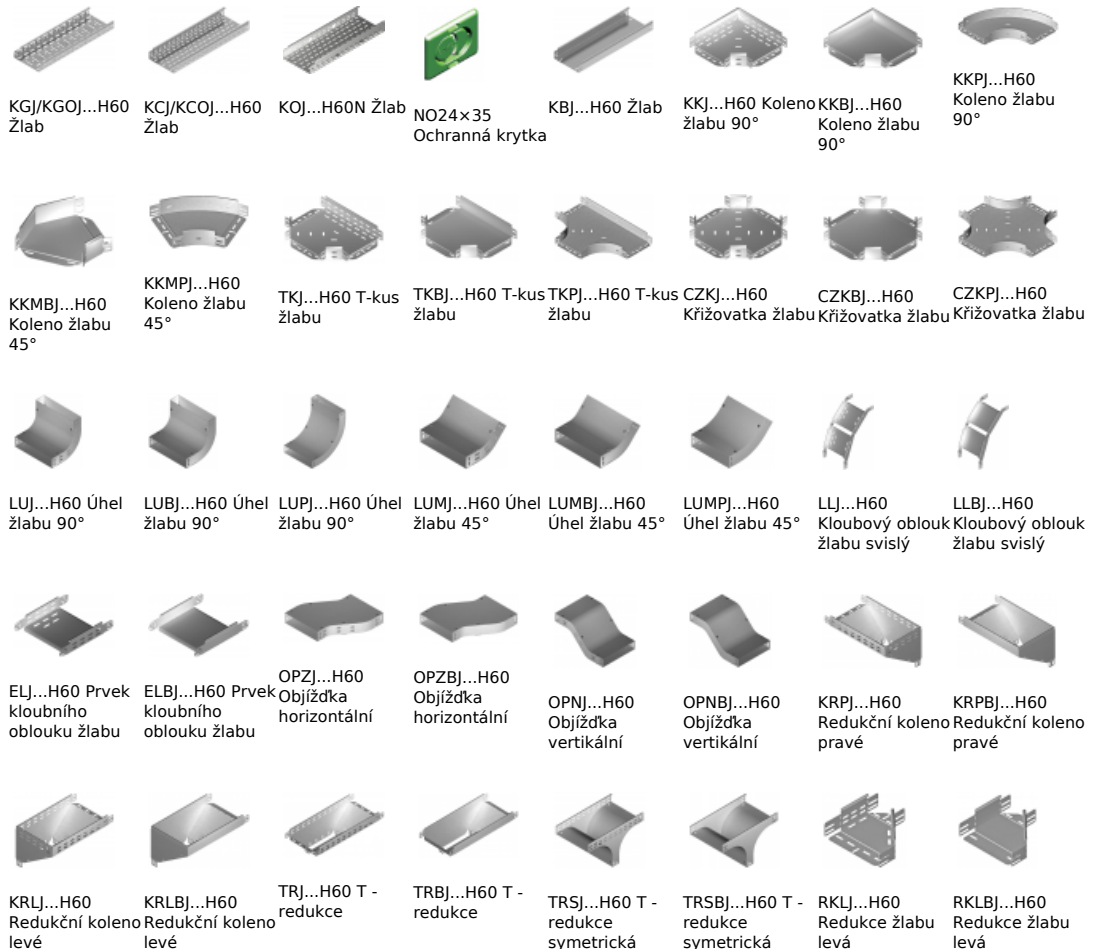 KGJ/KGOJ...H60
Žlab
KCJ/KCOJ...H60
Žlab
KOJ...H60N Žlab
NO24×35
Ochranná krytka
KBJ...H60 Žlab
KKJ...H60 Koleno
žlabu 90°
KKBJ...H60
Koleno žlabu
90°
KKPJ...H60
Koleno žlabu
90°
KKMBJ...H60
Koleno žlabu
45°
KKMPJ...H60
Koleno žlabu
45°
TKJ...H60 T-kus
žlabu
TKBJ...H60 T-kus
žlabu
TKPJ...H60 T-kus
žlabu
CZKJ...H60
Křižovatka žlabu
CZKBJ...H60
Křižovatka žlabu
CZKPJ...H60
Křižovatka žlabu
LUJ...H60 Úhel
žlabu 90°
LUBJ...H60 Úhel
žlabu 90°
LUPJ...H60 Úhel
žlabu 90°
LUMJ...H60 Úhel
žlabu 45°
LUMBJ...H60
Úhel žlabu 45°
LUMPJ...H60
Úhel žlabu 45°
LLJ...H60
Kloubový oblouk
žlabu svislý
LLBJ...H60
Kloubový oblouk
žlabu svislý
ELJ...H60 Prvek
kloubního
oblouku žlabu
ELBJ...H60 Prvek
kloubního
oblouku žlabu
OPZJ...H60
Objížďka
horizontální
OPZBJ...H60
Objížďka
horizontální
OPNJ...H60
Objížďka
vertikální
OPNBJ...H60
Objížďka
vertikální
KRPJ...H60
Redukční koleno
pravé
KRPBJ...H60
Redukční koleno
pravé
KRLJ...H60
Redukční koleno
levé
KRLBJ...H60
Redukční koleno
levé
TRJ...H60 T -
redukce
TRBJ...H60 T -
redukce
TRSJ...H60 T -
redukce
symetrická
TRSBJ...H60 T -
redukce
symetrická
RKLJ...H60
Redukce žlabu
levá
RKLBJ...H60
Redukce žlabu
levá